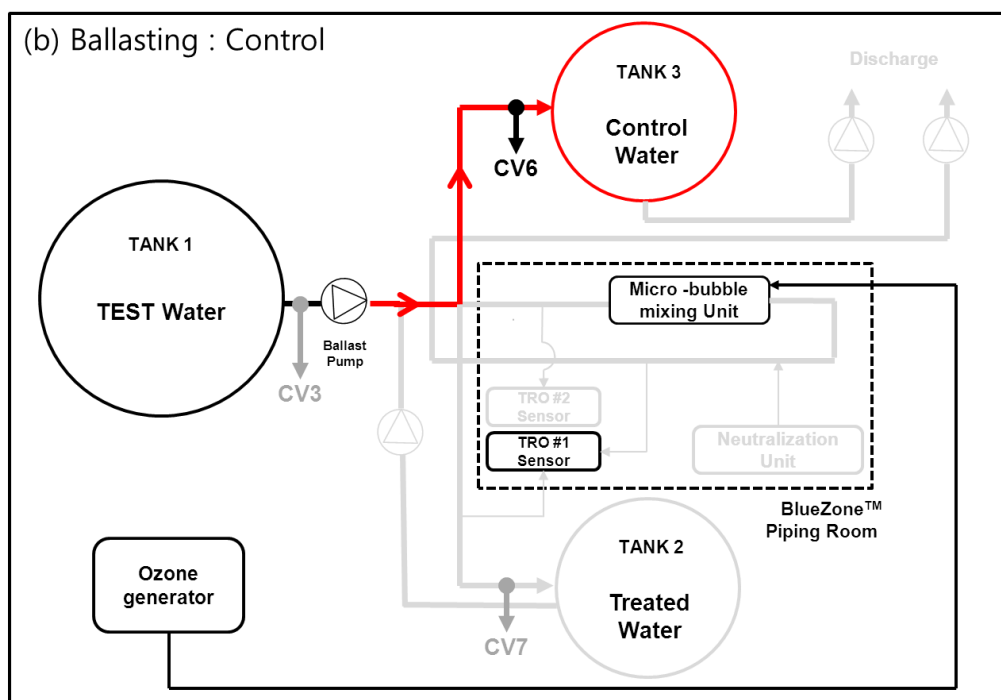 (b) Ballasting : Control
TANK 3
Control
Water
CV6
Discharge
TANK 1
TEST Water
CV3
Ballast
Pump
Micro -bubble
mixing Unit
TRO #2
Sensor
TRO #1
Sensor
Neutralization
Unit
BlueZone™
Piping Room
TANK 2
Treated
Water
CV7
Ozone
generator